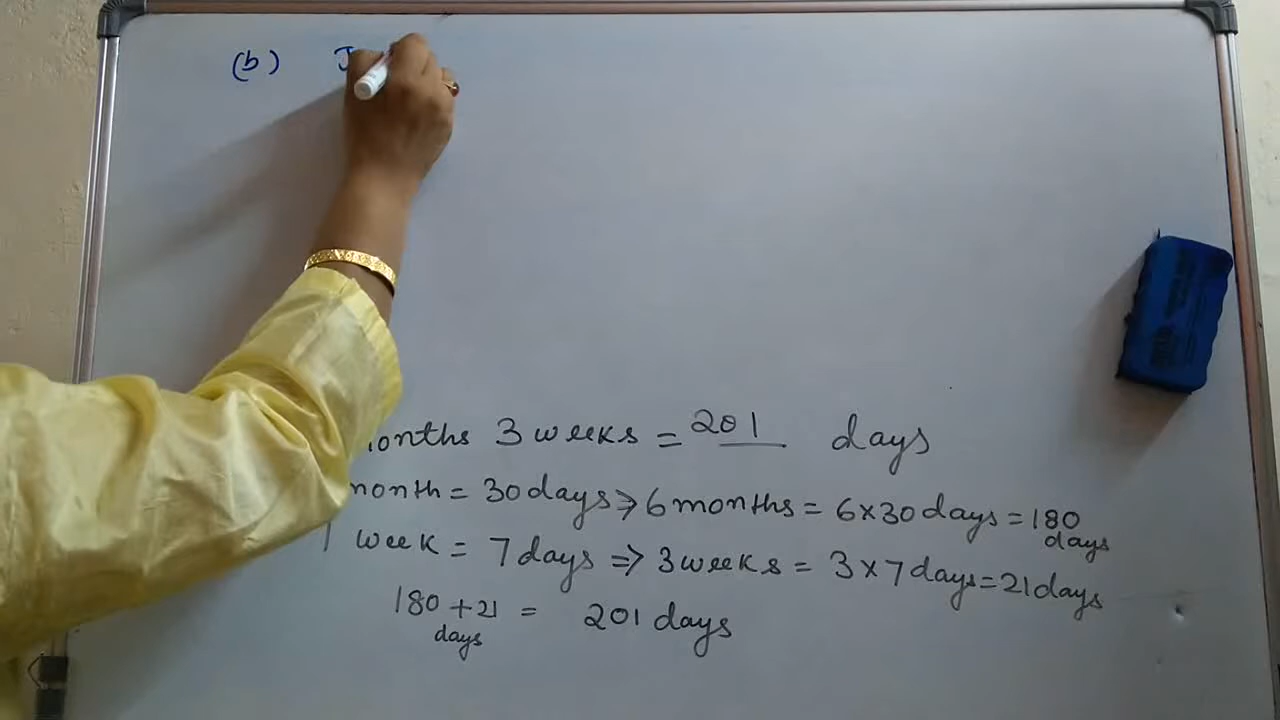 (b) J
months 3 weeks = 201 days
month = 30 days ⇒ 6 months = 6 x 30 days = 180 days
1 week = 7 days ⇒ 3 weeks = 3 x 7 days = 21 days
180 + 21 = 201 days
days